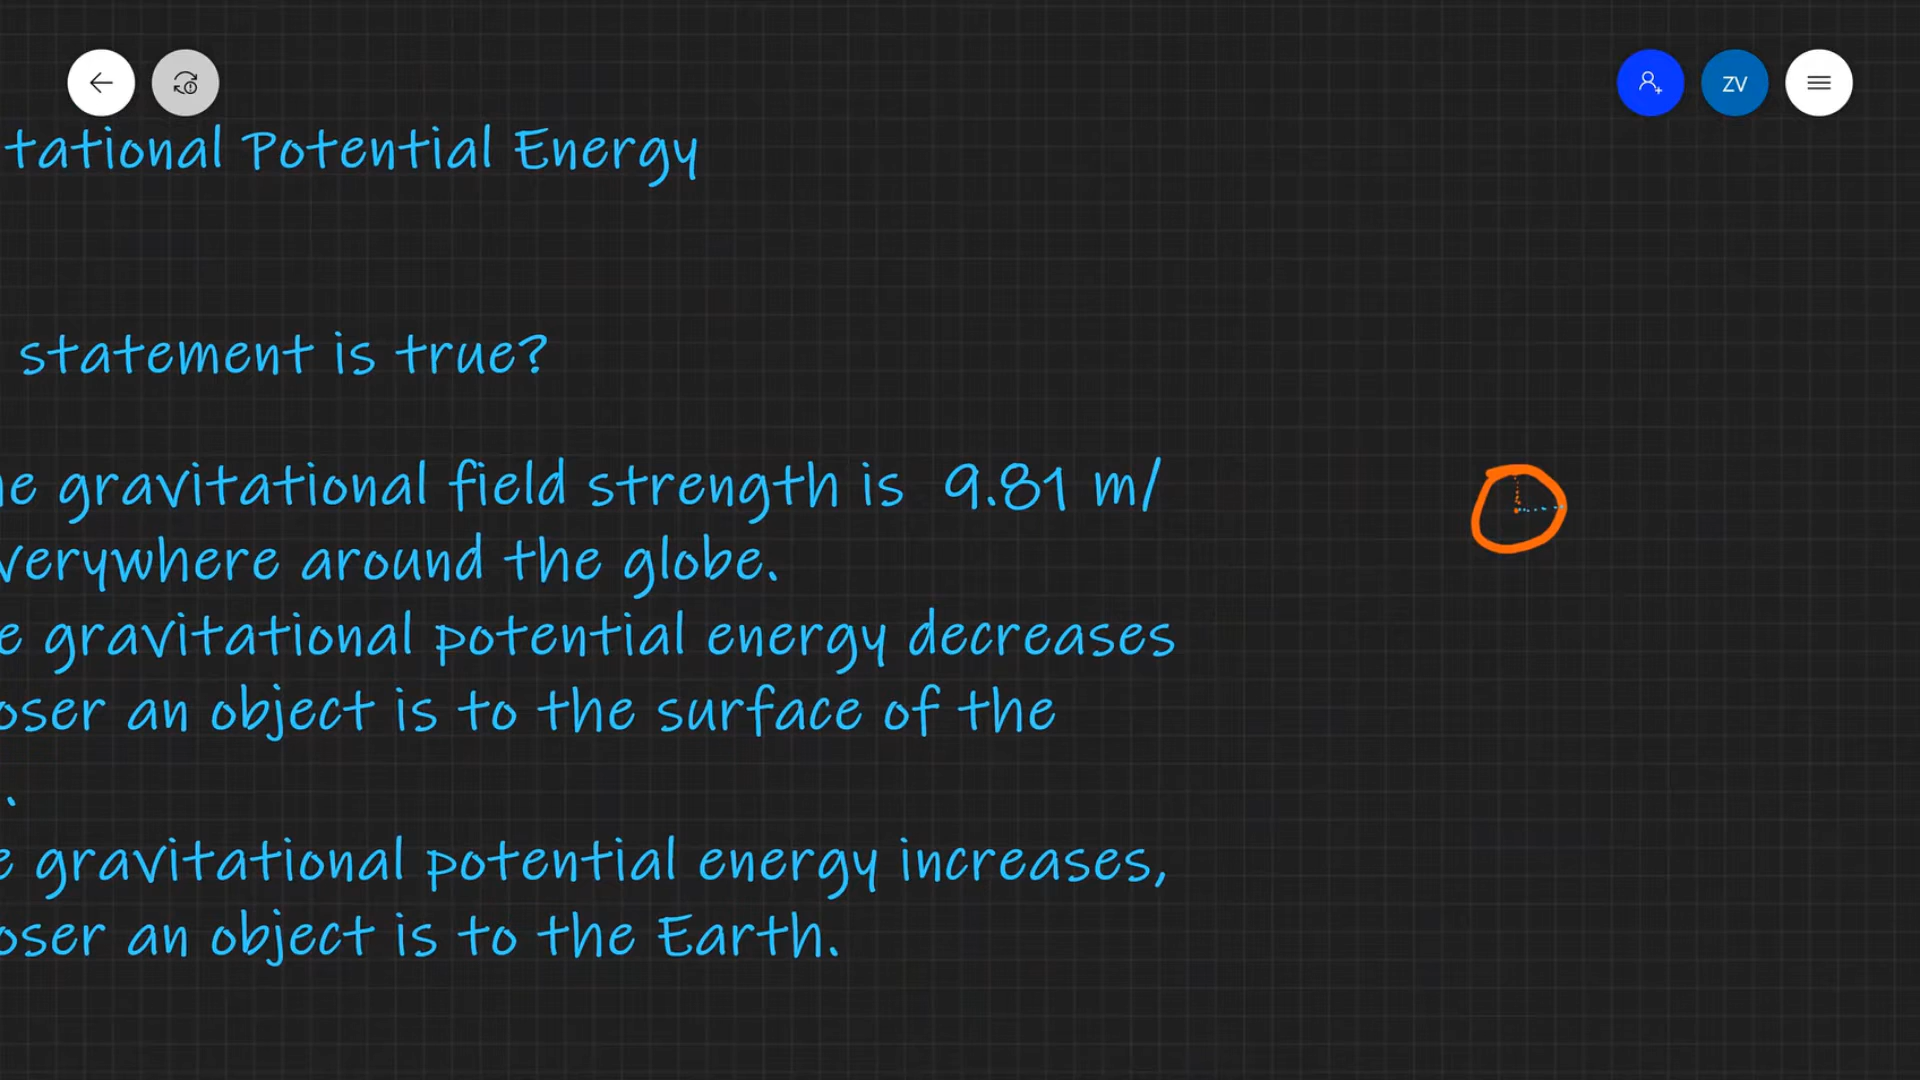 ZV
tational Potential Energy
statement is true?
e gravitational field strength is 9.81 m/
verywhere around the globe.
e gravitational potential energy decreases
oser an object is to the surface of the
.
e gravitational potential energy increases,
oser an object is to the Earth.